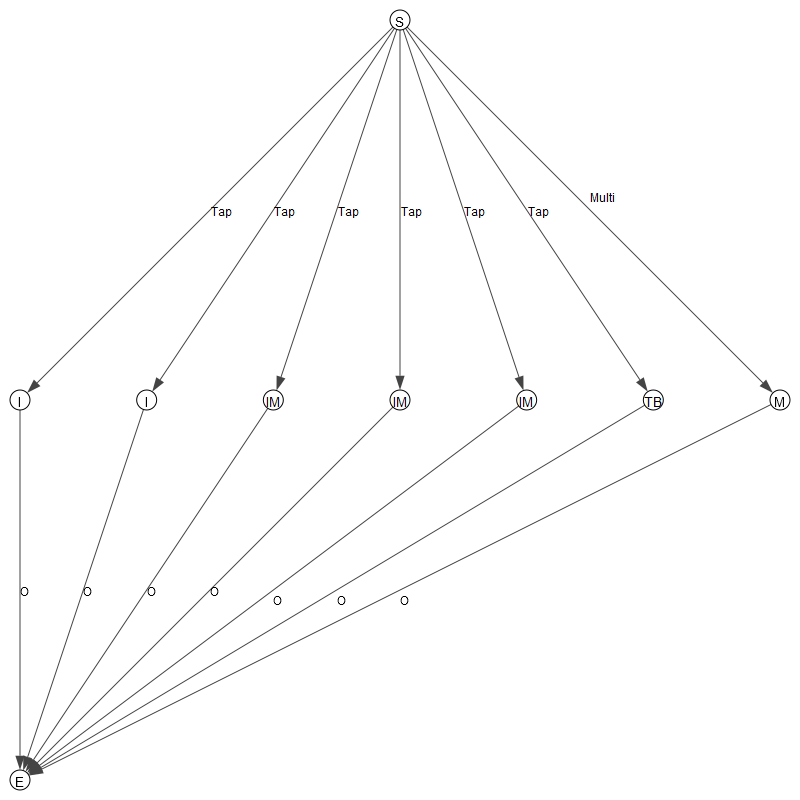 S
Multi
Tap Tap Tap Tap Tap Tap
I I IM IM IM TB M
O O O O O O O
E